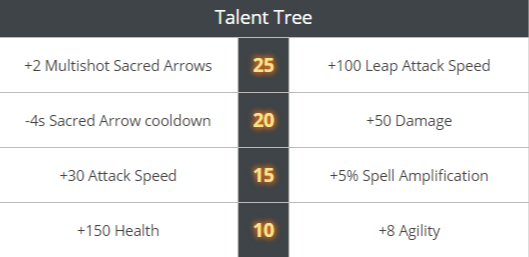 Talent Tree
+2 Multishot Sacred Arrows 25 +100 Leap Attack Speed
-4s Sacred Arrow cooldown 20 +50 Damage
+30 Attack Speed 15 +5% Spell Amplification
+150 Health 10 +8 Agility